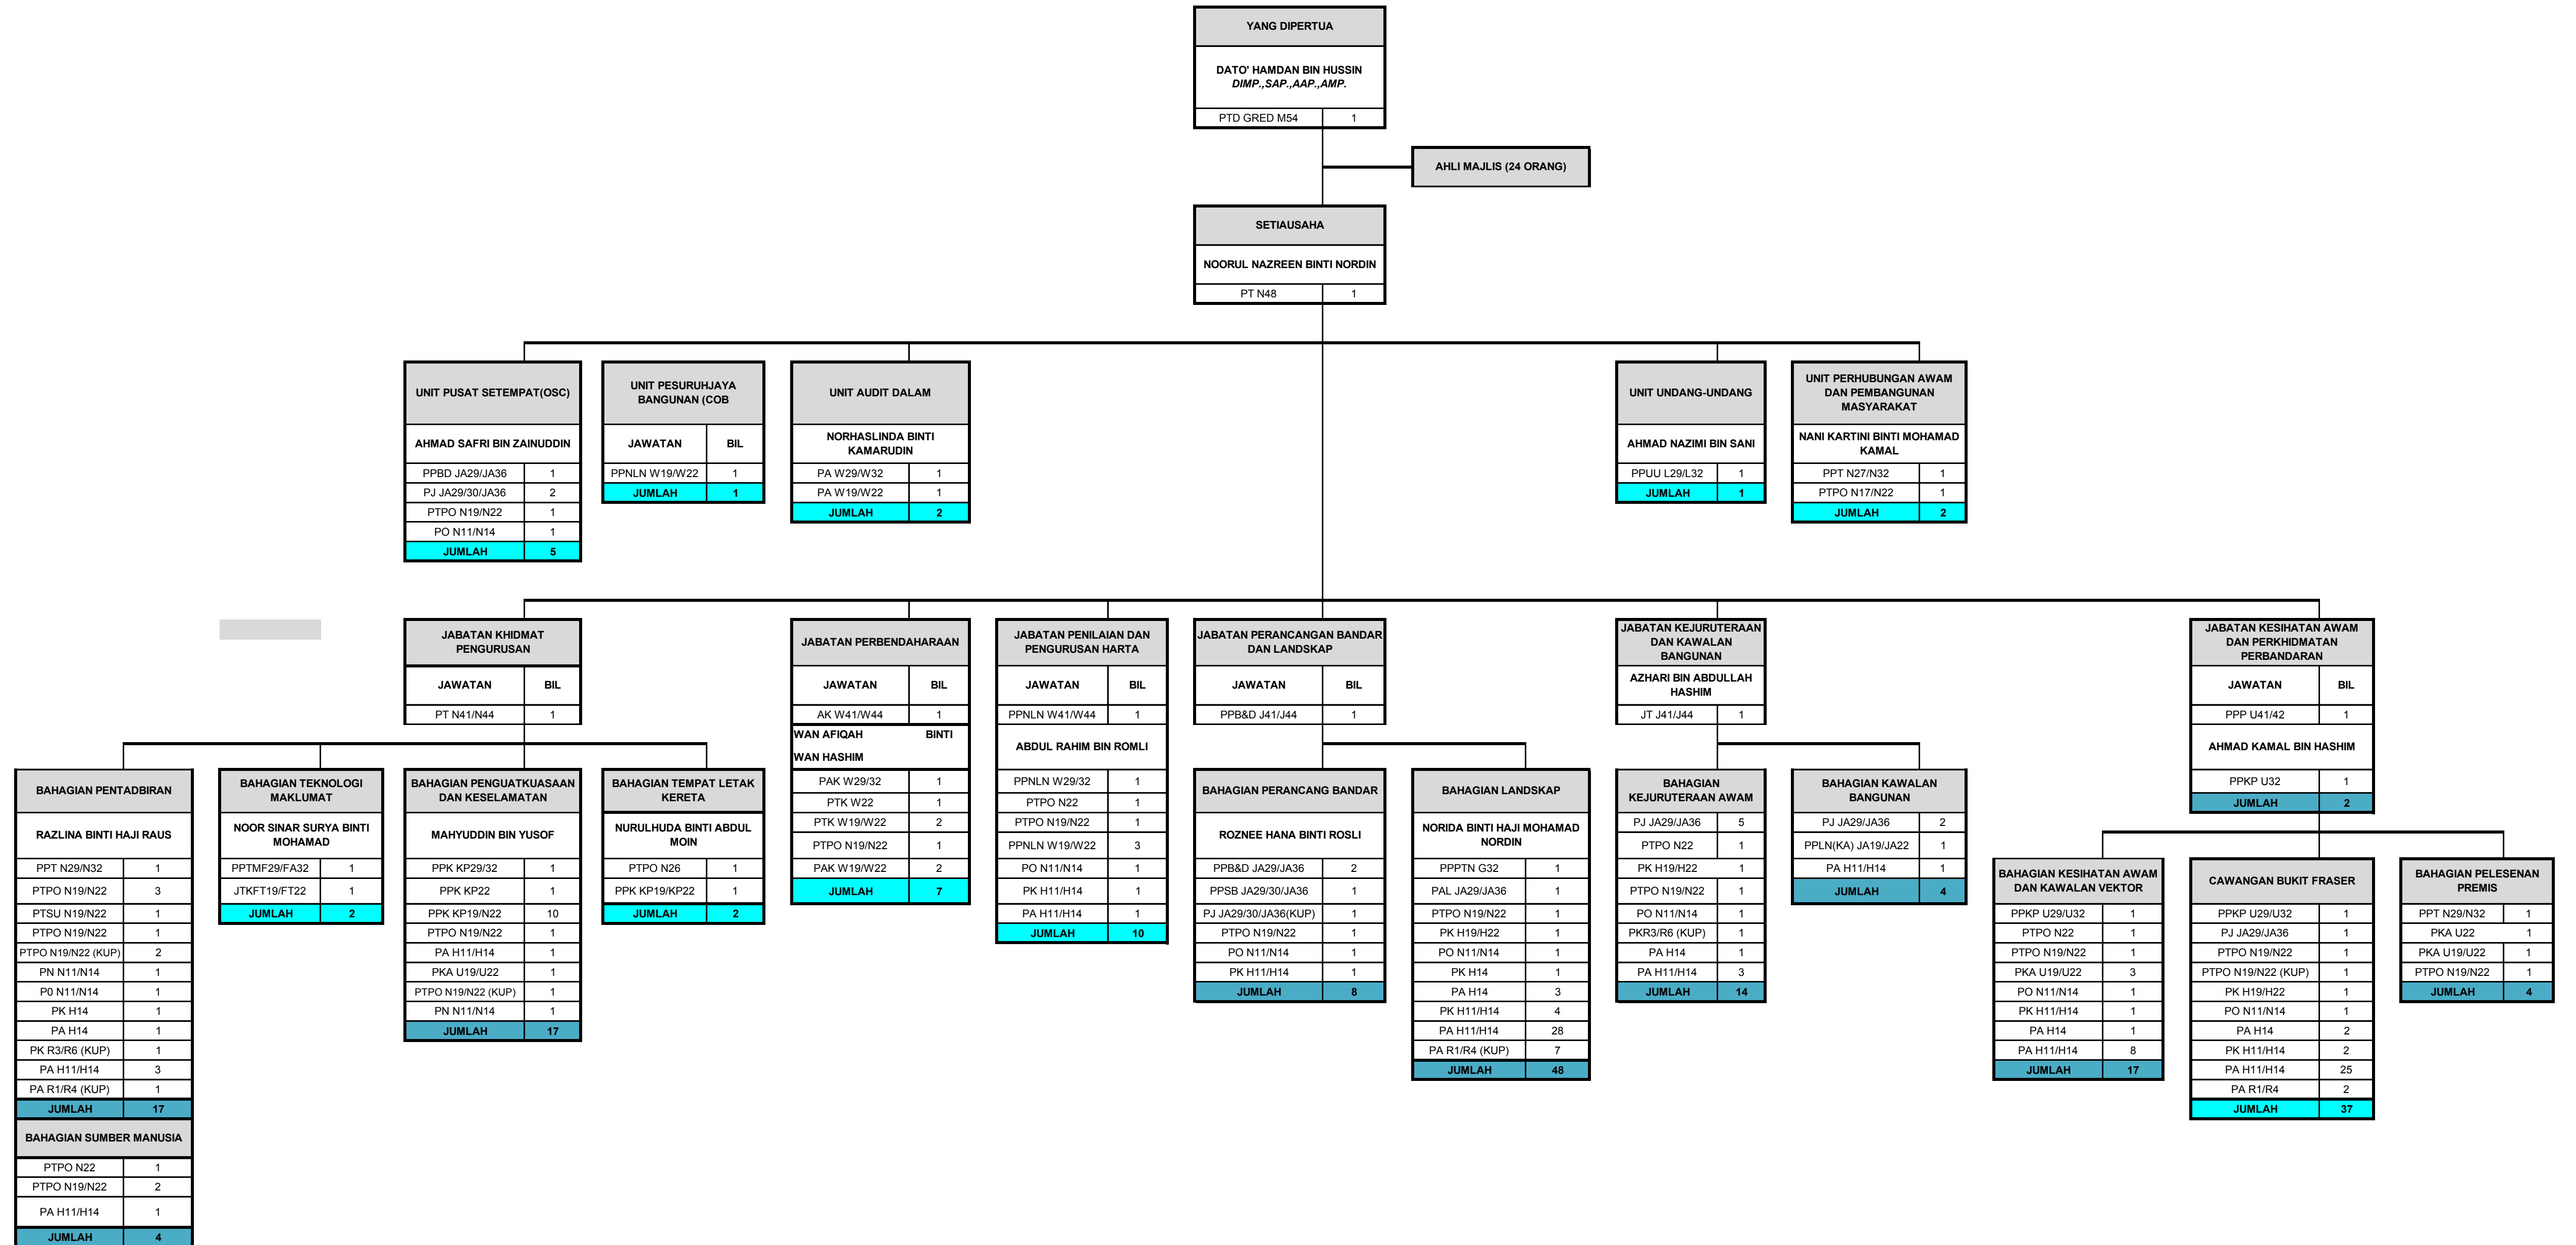 YANG DIPERTUA
DATO' HAMDAN BIN HUSSIN
DIMP.,SAP.,AAP.,AMP.
PTD GRED M54 1
AHLI MAJLIS (24 ORANG)
SETIAUSAHA
NOORUL NAZREEN BINTI NORDIN
PT N48 1
UNIT PUSAT SETEMPAT(OSC)
AHMAD SAFRI BIN ZAINUDDIN
PPBD JA29/JA36 1
PJ JA29/30/JA36 2
PTPO N19/N22 1
PO N11/N14 1
JUMLAH 5
UNIT PESURUHJAYA
BANGUNAN (COB
JAWATAN BIL
PPNLN W19/W22 1
JUMLAH 1
UNIT AUDIT DALAM
NORHASLINDA BINTI
KAMARUDIN
PA W29/W32 1
PA W19/W22 1
JUMLAH 2
UNIT UNDANG-UNDANG
AHMAD NAZIMI BIN SANI
PPUU L29/L32 1
JUMLAH 1
UNIT PERHUBUNGAN AWAM
DAN PEMBANGUNAN
MASYARAKAT
NANI KARTINI BINTI MOHAMAD
KAMAL
PPT N27/N32 1
PTPO N17/N22 1
JUMLAH 2
JABATAN KHIDMAT
PENGURUSAN
JAWATAN BIL
PT N41/N44 1
BAHAGIAN PENTADBIRAN
RAZLINA BINTI HAJI RAUS
PPT N29/N32 1
PTPO N19/N22 3
PTSU N19/N22 1
PTPO N19/N22 1
PTPO N19/N22 (KUP) 2
PN N11/N14 1
P0 N11/N14 1
PK H14 1
PA H14 1
PK R3/R6 (KUP) 1
PA H11/H14 3
PA R1/R4 (KUP) 1
JUMLAH 17
BAHAGIAN SUMBER MANUSIA
PTPO N22 1
PTPO N19/N22 2
PA H11/H14 1
JUMLAH 4
BAHAGIAN TEKNOLOGI
MAKLUMAT
NOOR SINAR SURYA BINTI
MOHAMAD
PPTMF29/FA32 1
JTKFT19/FT22 1
JUMLAH 2
BAHAGIAN PENGUATKUASAAN
DAN KESELAMATAN
MAHYUDDIN BIN YUSOF
PPK KP29/32 1
PPK KP22 1
PPK KP19/N22 10
PTPO N19/N22 1
PA H11/H14 1
PKA U19/U22 1
PTPO N19/N22 (KUP) 1
PN N11/N14 1
JUMLAH 17
BAHAGIAN TEMPAT LETAK
KERETA
NURULHUDA BINTI ABDUL
MOIN
PTPO N26 1
PPK KP19/KP22 1
JUMLAH 2
JABATAN PERBENDAHARAAN
JAWATAN BIL
AK W41/W44 1
WAN AFIQAH BINTI
WAN HASHIM
PAK W29/32 1
PTK W22 1
PTK W19/W22 2
PTPO N19/N22 1
PAK W19/W22 2
JUMLAH 7
JABATAN PENILAIAN DAN
PENGURUSAN HARTA
JAWATAN BIL
PPNLN W41/W44 1
ABDUL RAHIM BIN ROMLI
PPNLN W29/32 1
PTPO N22 1
PTPO N19/N22 1
PPNLN W19/W22 3
PO N11/N14 1
PK H11/H14 1
PA H11/H14 1
JUMLAH 10
JABATAN PERANCANGAN BANDAR
DAN LANDSKAP
JAWATAN BIL
PPB&D J41/J44 1
BAHAGIAN PERANCANG BANDAR
ROZNEE HANA BINTI ROSLI
PPB&D JA29/JA36 2
PPSB JA29/30/JA36 1
PJ JA29/30/JA36(KUP) 1
PTPO N19/N22 1
PO N11/N14 1
PK H11/H14 1
JUMLAH 8
BAHAGIAN LANDSKAP
NORIDA BINTI HAJI MOHAMAD
NORDIN
PPPTN G32 1
PAL JA29/JA36 1
PTPO N19/N22 1
PK H19/H22 1
PO N11/N14 1
PK H14 1
PA H14 3
PK H11/H14 4
PA H11/H14 28
PA R1/R4 (KUP) 7
JUMLAH 48
JABATAN KEJURUTERAAN
DAN KAWALAN
BANGUNAN
AZHARI BIN ABDULLAH
HASHIM
JT J41/J44 1
BAHAGIAN
KEJURUTERAAN AWAM
PJ JA29/JA36 5
PTPO N22 1
PK H19/H22 1
PTPO N19/N22 1
PO N11/N14 1
PKR3/R6 (KUP) 1
PA H14 1
PA H11/H14 3
JUMLAH 14
BAHAGIAN KAWALAN
BANGUNAN
PJ JA29/JA36 2
PPLN(KA) JA19/JA22 1
PA H11/H14 1
JUMLAH 4
JABATAN KESIHATAN AWAM
DAN PERKHIDMATAN
PERBANDARAN
JAWATAN BIL
PPP U41/42 1
AHMAD KAMAL BIN HASHIM
PPKP U32 1
JUMLAH 2
BAHAGIAN KESIHATAN AWAM
DAN KAWALAN VEKTOR
PPKP U29/U32 1
PTPO N22 1
PTPO N19/N22 1
PKA U19/U22 3
PO N11/N14 1
PK H11/H14 1
PA H14 1
PA H11/H14 8
JUMLAH 17
CAWANGAN BUKIT FRASER
PPKP U29/U32 1
PJ JA29/JA36 1
PTPO N19/N22 1
PTPO N19/N22 (KUP) 1
PK H19/H22 1
PO N11/N14 1
PA H14 2
PK H11/H14 2
PA H11/H14 25
PA R1/R4 2
JUMLAH 37
BAHAGIAN PELESENAN
PREMIS
PPT N29/N32 1
PKA U22 1
PKA U19/U22 1
PTPO N19/N22 1
JUMLAH 4